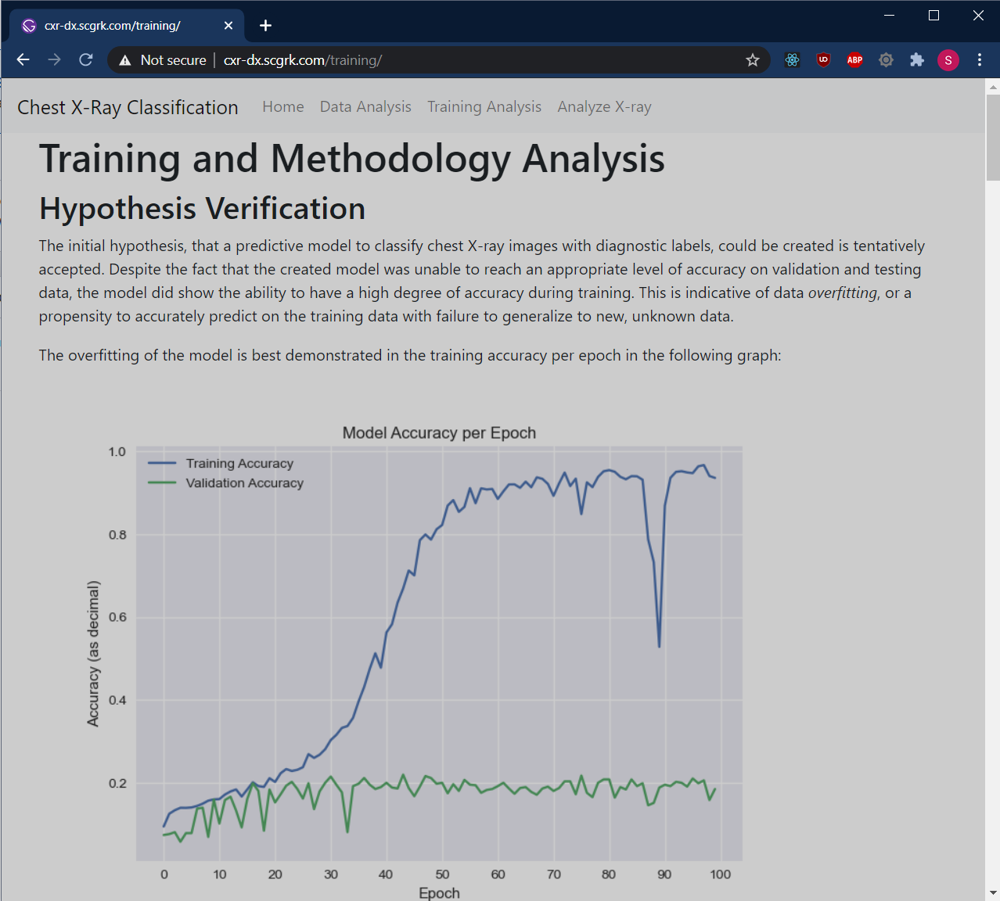 cxr-dx.scgrk.com/training/
Not secure | cxr-dx.scgrk.com/training/
UO
ABP
S
Chest X-Ray Classification
Home
Data Analysis
Training Analysis
Analyze X-ray
Training and Methodology Analysis
Hypothesis Verification
The initial hypothesis, that a predictive model to classify chest X-ray images with diagnostic labels, could be created is tentatively
accepted. Despite the fact that the created model was unable to reach an appropriate level of accuracy on validation and testing
data, the model did show the ability to have a high degree of accuracy during training. This is indicative of data overfitting, or a
propensity to accurately predict on the training data with failure to generalize to new, unknown data.
The overfitting of the model is best demonstrated in the training accuracy per epoch in the following graph:
Model Accuracy per Epoch
Training Accuracy
Validation Accuracy
Accuracy (as decimal)
1.0
0.8
0.6
0.4
0.2
0 10 20 30 40 50 60 70 80 90 100
Epoch